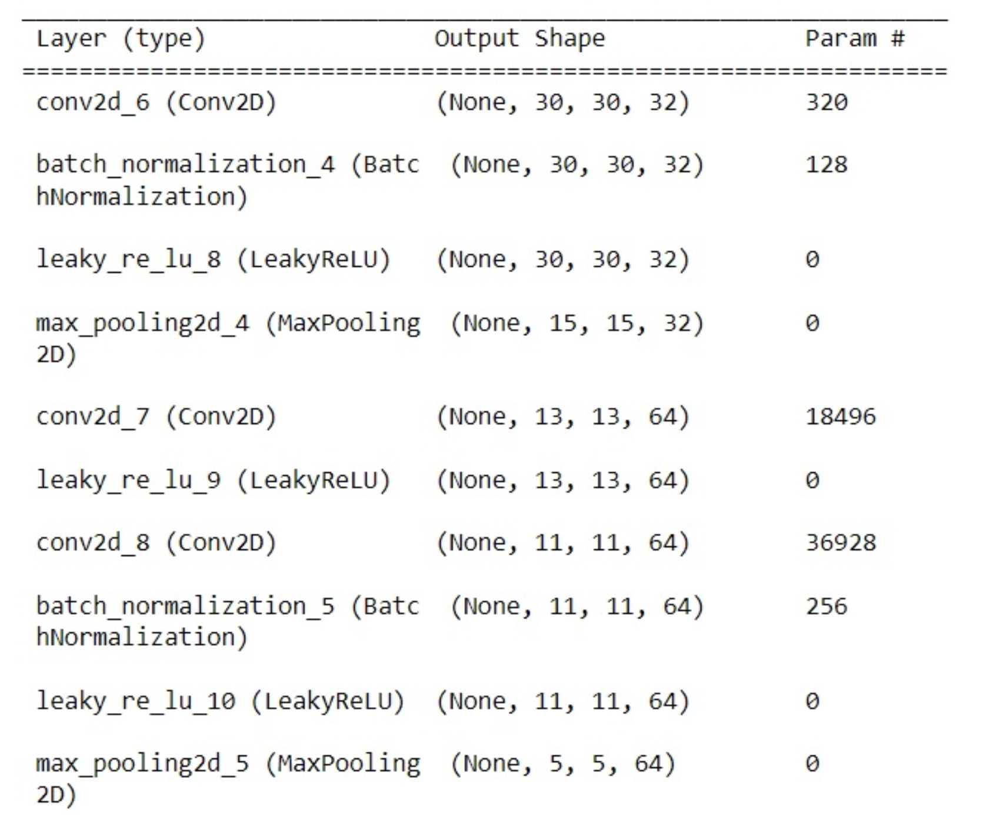 Layer (type) Output Shape Param #
=================================================================
conv2d_6 (Conv2D) (None, 30, 30, 32) 320
batch_normalization_4 (Batc (None, 30, 30, 32) 128
hNormalization)
leaky_re_lu_8 (LeakyReLU) (None, 30, 30, 32) 0
max_pooling2d_4 (MaxPooling (None, 15, 15, 32) 0
2D)
conv2d_7 (Conv2D) (None, 13, 13, 64) 18496
leaky_re_lu_9 (LeakyReLU) (None, 13, 13, 64) 0
conv2d_8 (Conv2D) (None, 11, 11, 64) 36928
batch_normalization_5 (Batc (None, 11, 11, 64) 256
hNormalization)
leaky_re_lu_10 (LeakyReLU) (None, 11, 11, 64) 0
max_pooling2d_5 (MaxPooling (None, 5, 5, 64) 0
2D)